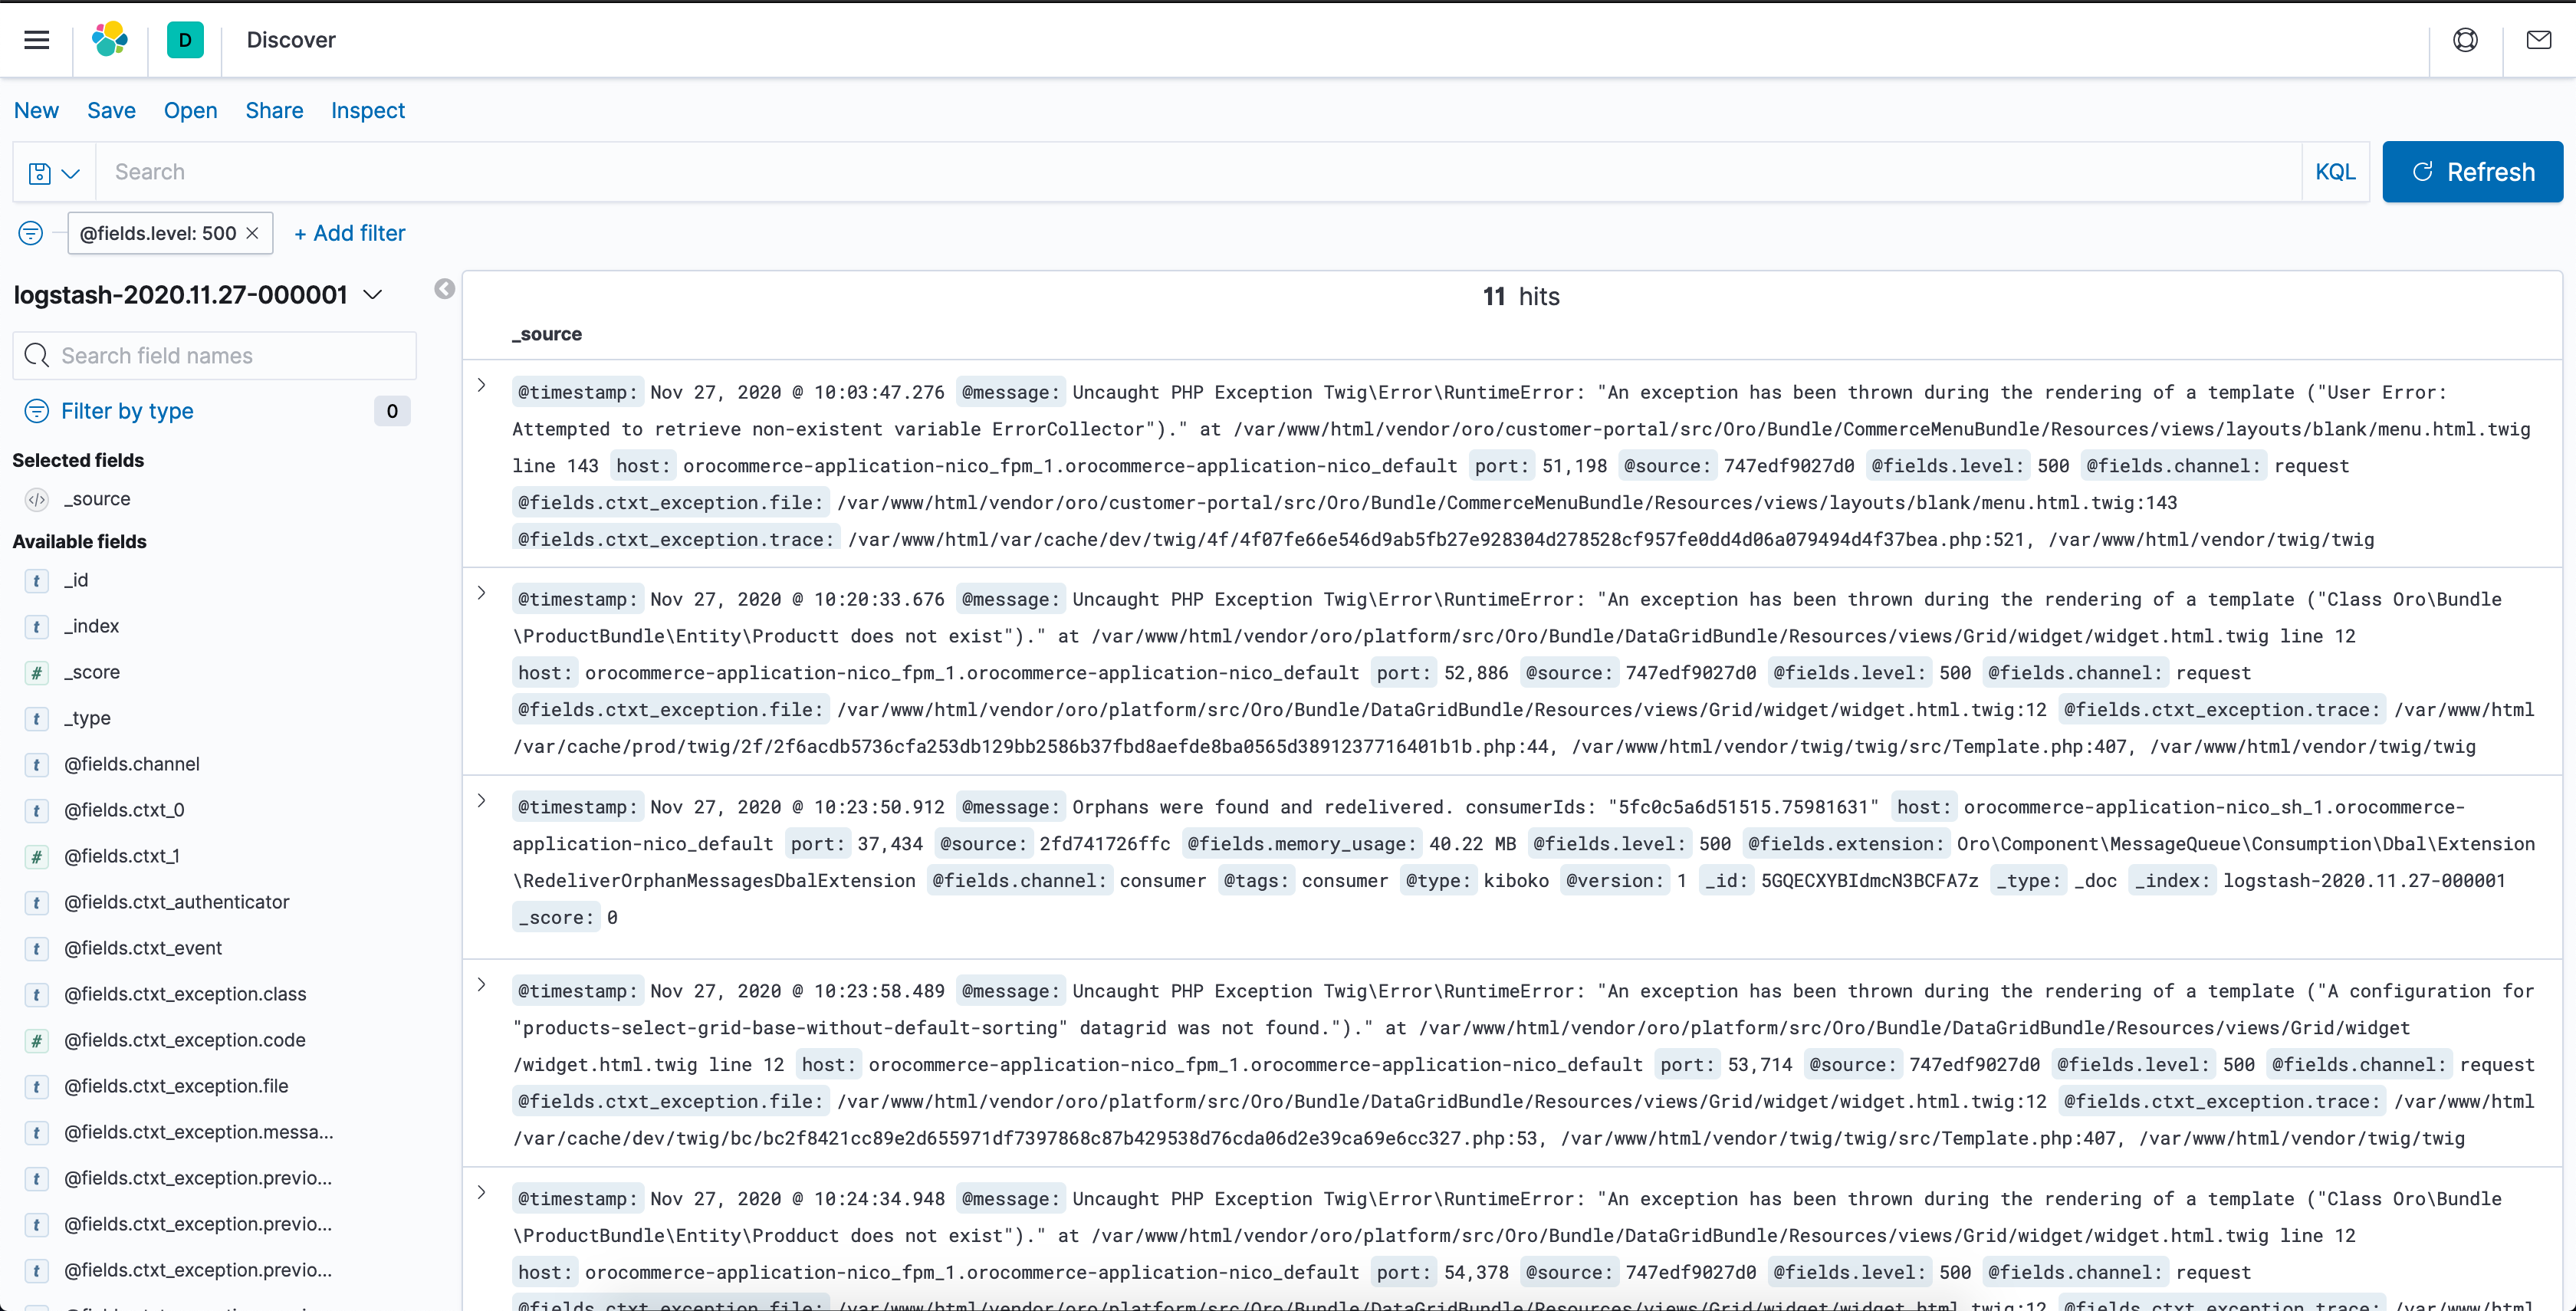 D Discover
New Save Open Share Inspect
Search KQL Refresh
@fields.level: 500 + Add filter
logstash-2020.11.27-000001
Search field names
Filter by type 0
Selected fields
_source
Available fields
_id
_index
_score
_type
@fields.channel
@fields.ctxt_0
@fields.ctxt_1
@fields.ctxt_authenticator
@fields.ctxt_event
@fields.ctxt_exception.class
@fields.ctxt_exception.code
@fields.ctxt_exception.file
@fields.ctxt_exception.messa...
@fields.ctxt_exception.previo...
@fields.ctxt_exception.previo...
@fields.ctxt_exception.previo...
11 hits
_source
@timestamp: Nov 27, 2020 @ 10:03:47.276 @message: Uncaught PHP Exception Twig\Error\RuntimeError: "An exception has been thrown during the rendering of a template ("User Error:
Attempted to retrieve non-existent variable ErrorCollector")." at /var/www/html/vendor/oro/customer-portal/src/Oro/Bundle/CommerceMenuBundle/Resources/views/layouts/blank/menu.html.twig
line 143 host: orocommerce-application-nico_fpm_1.orocommerce-application-nico_default port: 51,198 @source: 747edf9027d0 @fields.level: 500 @fields.channel: request
@fields.ctxt_exception.file: /var/www/html/vendor/oro/customer-portal/src/Oro/Bundle/CommerceMenuBundle/Resources/views/layouts/blank/menu.html.twig:143
@fields.ctxt_exception.trace: /var/www/html/var/cache/dev/twig/4f/4f07fe66e546d9ab5fb27e928304d278528cf957fe0dd4d06a079494d4f37bea.php:521, /var/www/html/vendor/twig/twig
@timestamp: Nov 27, 2020 @ 10:20:33.676 @message: Uncaught PHP Exception Twig\Error\RuntimeError: "An exception has been thrown during the rendering of a template ("Class Oro\Bundle
\ProductBundle\Entity\Productt does not exist")." at /var/www/html/vendor/oro/platform/src/Oro/Bundle/DataGridBundle/Resources/views/Grid/widget/widget.html.twig line 12
host: orocommerce-application-nico_fpm_1.orocommerce-application-nico_default port: 52,886 @source: 747edf9027d0 @fields.level: 500 @fields.channel: request
@fields.ctxt_exception.file: /var/www/html/vendor/oro/platform/src/Oro/Bundle/DataGridBundle/Resources/views/Grid/widget/widget.html.twig:12 @fields.ctxt_exception.trace: /var/www/html
/var/cache/prod/twig/2f/2f6acdb5736cfa253db129bb2586b37fbd8aefde8ba0565d3891237716401b1b.php:44, /var/www/html/vendor/twig/twig/src/Template.php:407, /var/www/html/vendor/twig/twig
@timestamp: Nov 27, 2020 @ 10:23:50.912 @message: Orphans were found and redelivered. consumerIds: "5fc0c5a6d51515.75981631" host: orocommerce-application-nico_sh_1.orocommerce-
application-nico_default port: 37,434 @source: 2fd741726ffc @fields.memory_usage: 40.22 MB @fields.level: 500 @fields.extension: Oro\Component\MessageQueue\Consumption\Dbal\Extension
\RedeliverOrphanMessagesDbalExtension @fields.channel: consumer @tags: consumer @type: kiboko @version: 1 _id: 5GQECXYBIdmcN3BCFA7z _type: _doc _index: logstash-2020.11.27-000001
_score: 0
@timestamp: Nov 27, 2020 @ 10:23:58.489 @message: Uncaught PHP Exception Twig\Error\RuntimeError: "An exception has been thrown during the rendering of a template ("A configuration for
"products-select-grid-base-without-default-sorting" datagrid was not found.")." at /var/www/html/vendor/oro/platform/src/Oro/Bundle/DataGridBundle/Resources/views/Grid/widget
/widget.html.twig line 12 host: orocommerce-application-nico_fpm_1.orocommerce-application-nico_default port: 53,714 @source: 747edf9027d0 @fields.level: 500 @fields.channel: request
@fields.ctxt_exception.file: /var/www/html/vendor/oro/platform/src/Oro/Bundle/DataGridBundle/Resources/views/Grid/widget/widget.html.twig:12 @fields.ctxt_exception.trace: /var/www/html
/var/cache/dev/twig/bc/bc2f8421cc89e2d655971df7397868c87b429538d76cda06d2e39ca69e6cc327.php:53, /var/www/html/vendor/twig/twig/src/Template.php:407, /var/www/html/vendor/twig/twig
@timestamp: Nov 27, 2020 @ 10:24:34.948 @message: Uncaught PHP Exception Twig\Error\RuntimeError: "An exception has been thrown during the rendering of a template ("Class Oro\Bundle
\ProductBundle\Entity\Prodduct does not exist")." at /var/www/html/vendor/oro/platform/src/Oro/Bundle/DataGridBundle/Resources/views/Grid/widget/widget.html.twig line 12
host: orocommerce-application-nico_fpm_1.orocommerce-application-nico_default port: 54,378 @source: 747edf9027d0 @fields.level: 500 @fields.channel: request
@fields.ctxt_exception.file: /var/www/html/vendor/oro/platform/src/Oro/Bundle/DataGridBundle/Resources/views/Grid/widget/widget.html.twig:12 @fields.ctxt_exception.trace: /var/www/html